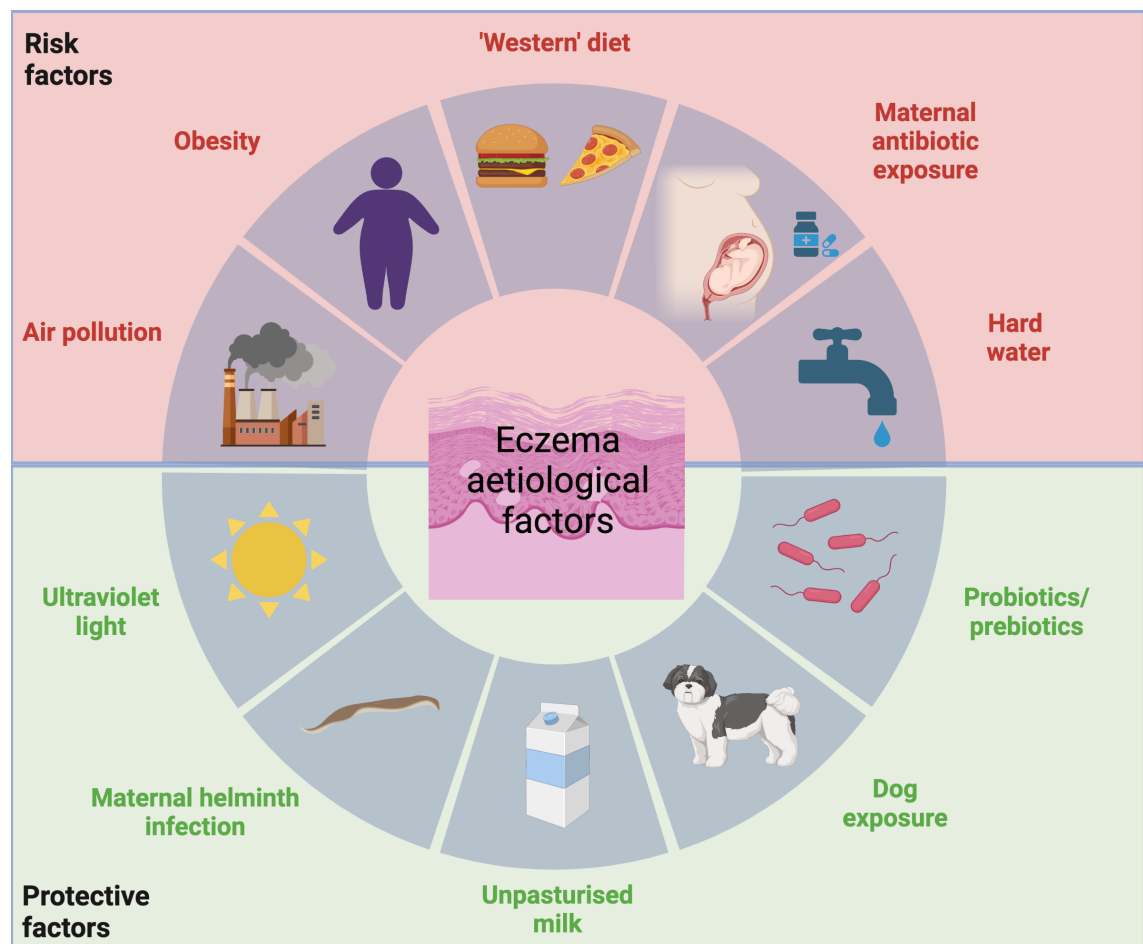 Risk
factors
'Western' diet
Obesity
Maternal
antibiotic
exposure
Air pollution
Hard
water
Eczema
aetiological
factors
Ultraviolet
light
Probiotics/
prebiotics
Maternal helminth
infection
Dog
exposure
Protective
factors
Unpasturised
milk